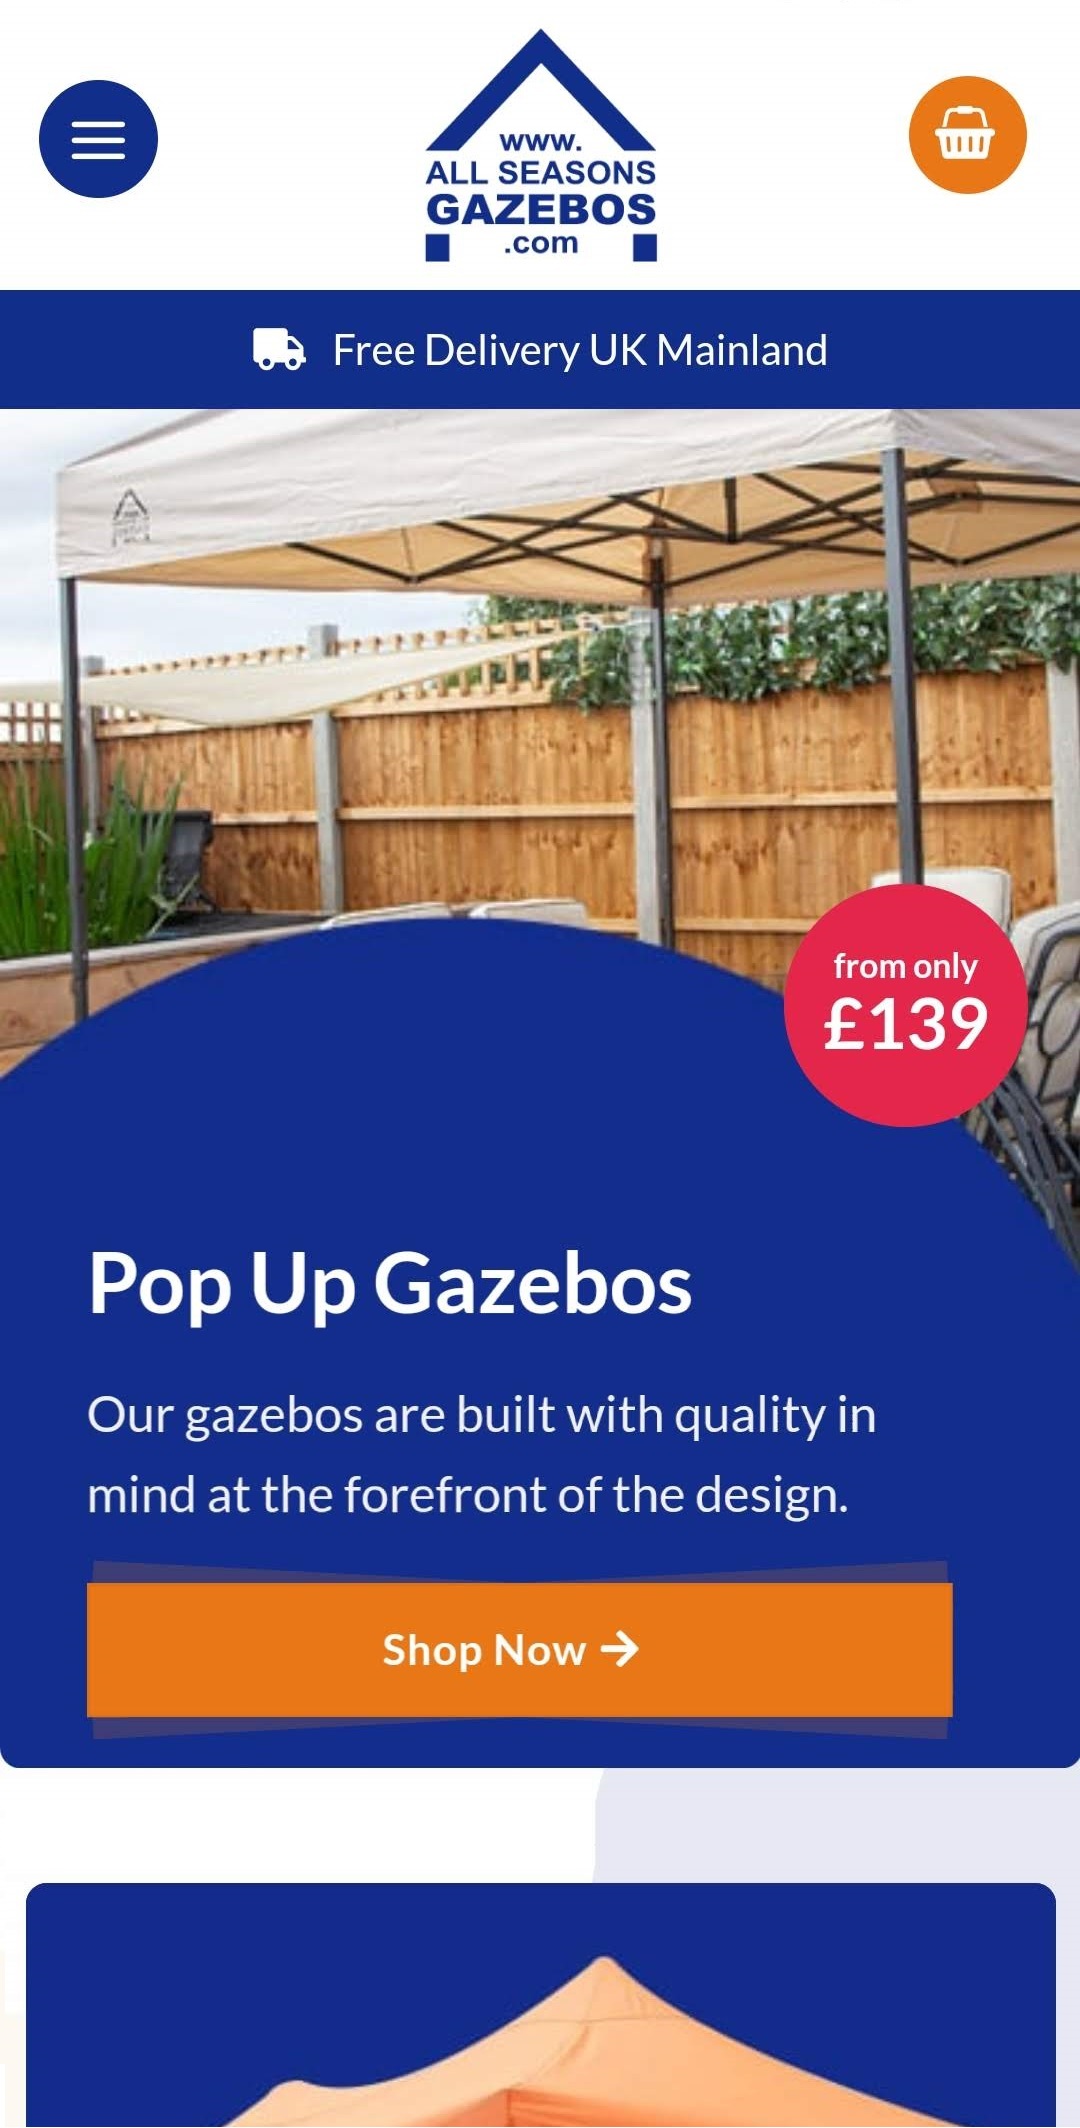 www.
ALL SEASONS
GAZEBOS
.com
Free Delivery UK Mainland
from only
£139
Pop Up Gazebos
Our gazebos are built with quality in
mind at the forefront of the design.
Shop Now